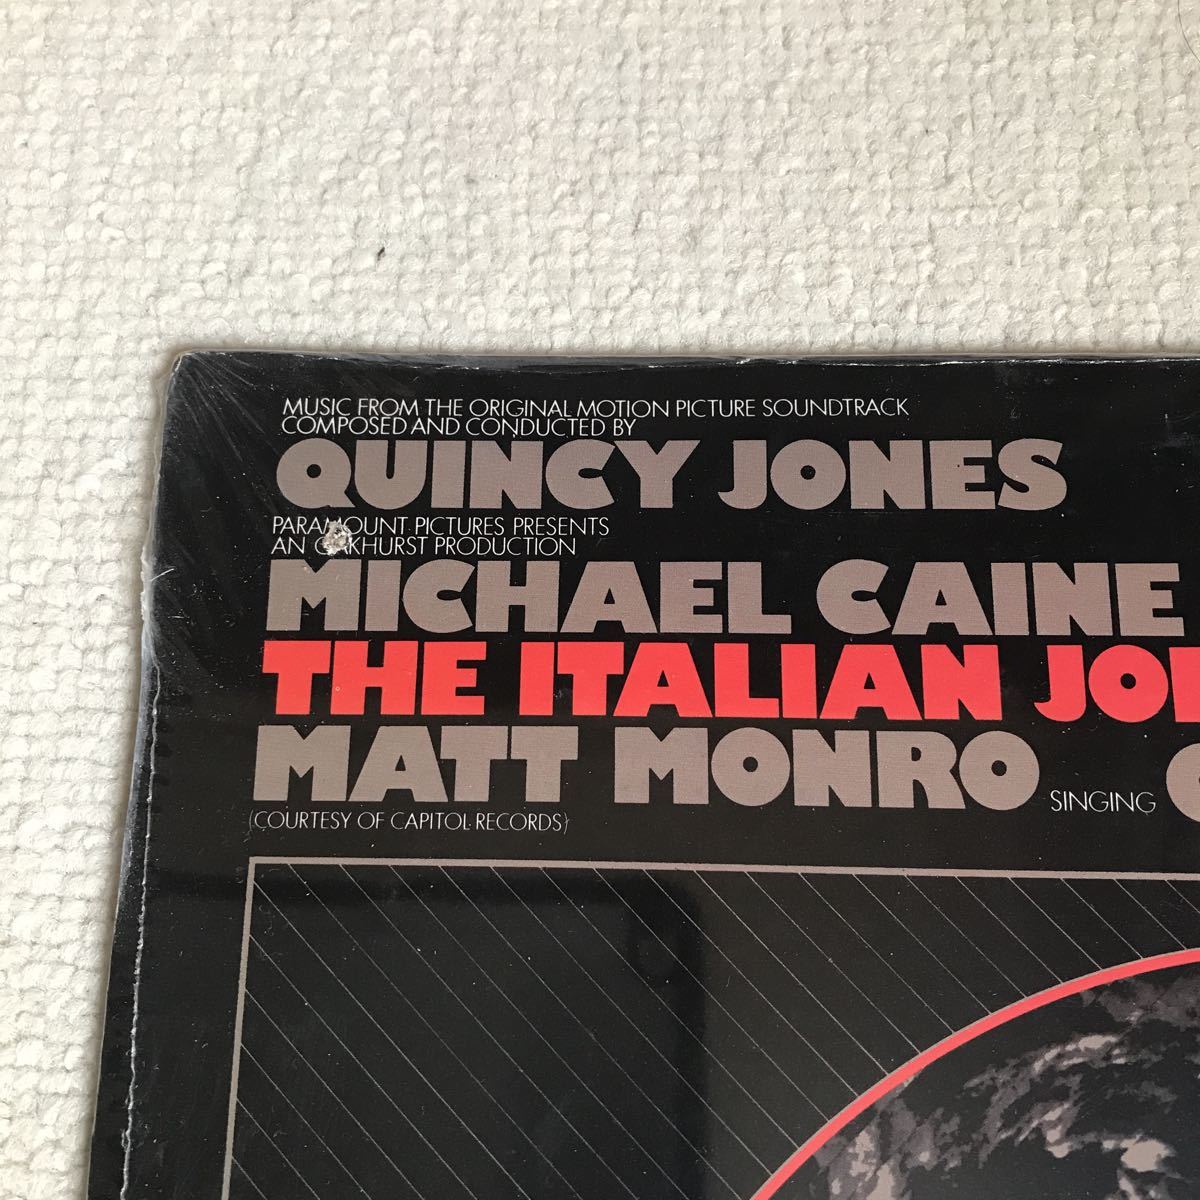 MUSIC FROM THE ORIGINAL MOTION PICTURE SOUNDTRACK
COMPOSED AND CONDUCTED BY
QUINCY JONES
PARAMOUNT PICTURES PRESENTS
AN OAKHURST PRODUCTION
MICHAEL CAINE
THE ITALIAN JOB
MATT MONRO SINGING
(COURTESY OF CAPITOL RECORDS)